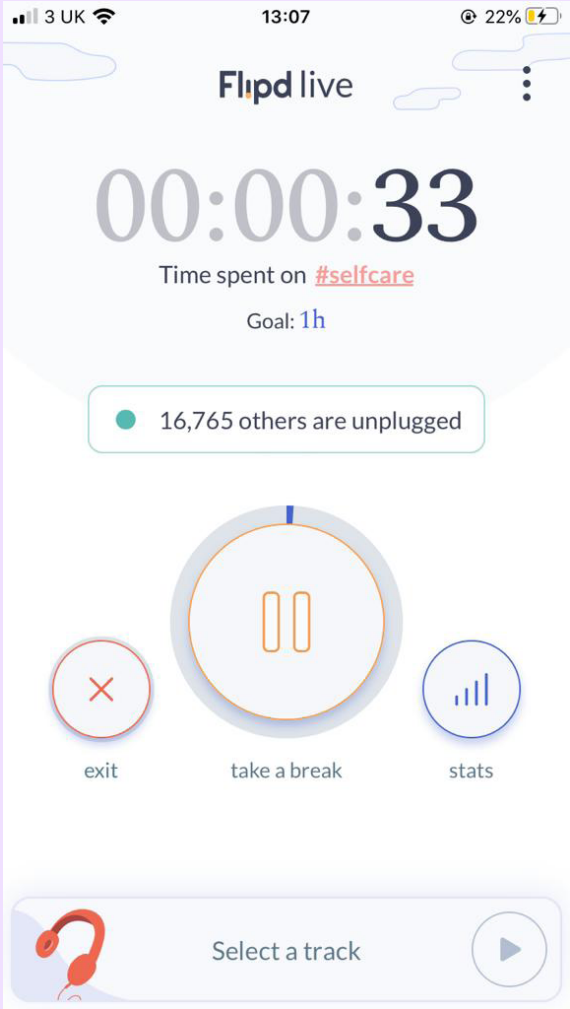 3 UK 13:07 22%
Flipd live
00:00:33
Time spent on #selfcare
Goal: 1h
16,765 others are unplugged
exit take a break stats
Select a track